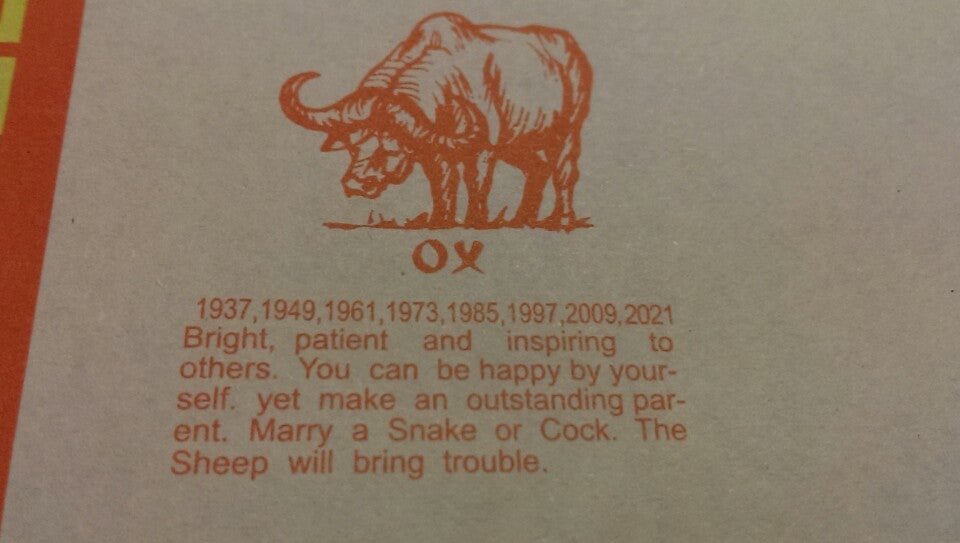 OX
1937,1949,1961,1973,1985,1997,2009,2021
Bright, patient and inspiring to
others. You can be happy by your-
self. yet make an outstanding par-
ent. Marry a Snake or Cock. The
Sheep will bring trouble.